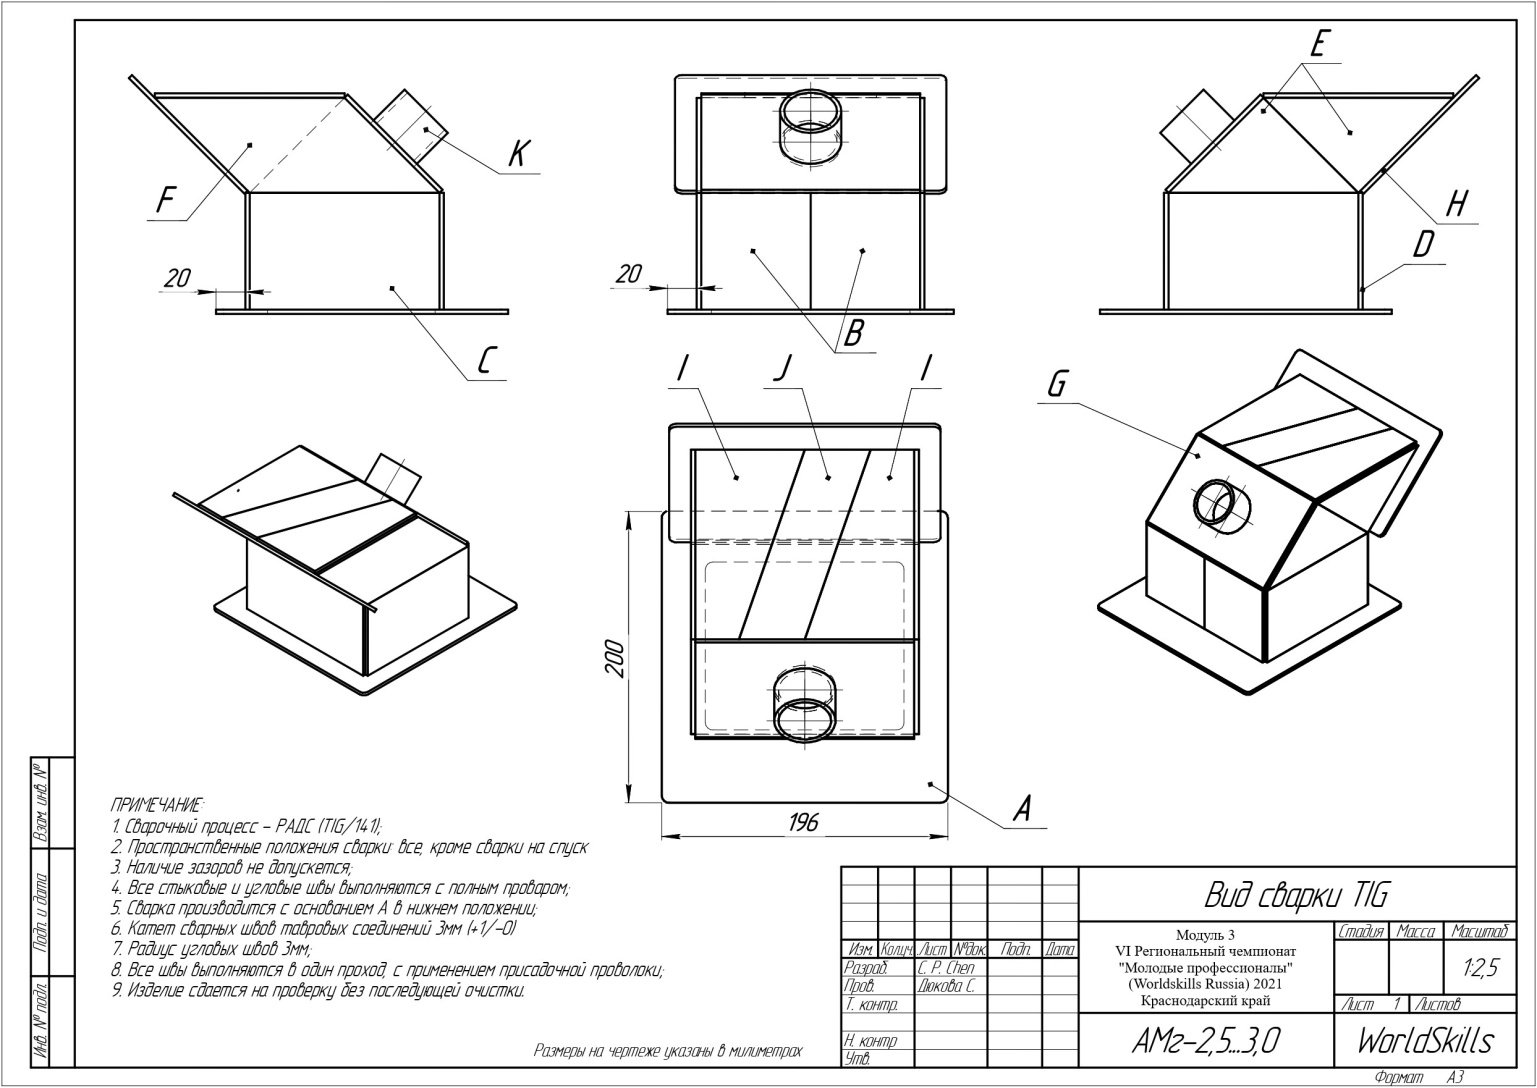 E
K
F
H
D
20
20
B
C
I
J
I
G
200
196
A
ПРИМЕЧАНИЕ:
1. Сварочный процесс – РАДС (TIG/141);
2. Пространственные положения сварки: все, кроме сварки на спуск
3. Наличие зазоров не допускется;
4. Все стыковые и угловые швы выполняются с полным проваром;
5. Сварка производится с основанием А в нижнем положении;
6. Катет сварных швов тавровых соединений 3мм (+1/-0)
7. Радиус угловых швов 3мм;
8. Все швы выполняются в один проход, с применением присадочной проволоки;
9. Изделие сдается на проверку без последующей очистки.
Размеры на чертеже указаны в милиметрах
Взам. инв. №
Подп. и дата
Инв. № подл.
Вид сварки TIG
Изм. Колич. Лист №док. Подп. Дата
Разраб. C. P. Chen
Пров. Дюкова С.
Т. контр.
Н. контр
Утв.
Модуль 3
VI Региональный чемпионат
"Молодые профессионалы"
(Worldskills Russia) 2021
Краснодарский край
Стадия Масса Масштаб
1:2,5
Лист 1 Листов
АМг-2,5...3,0
WorldSkills
Формат А3